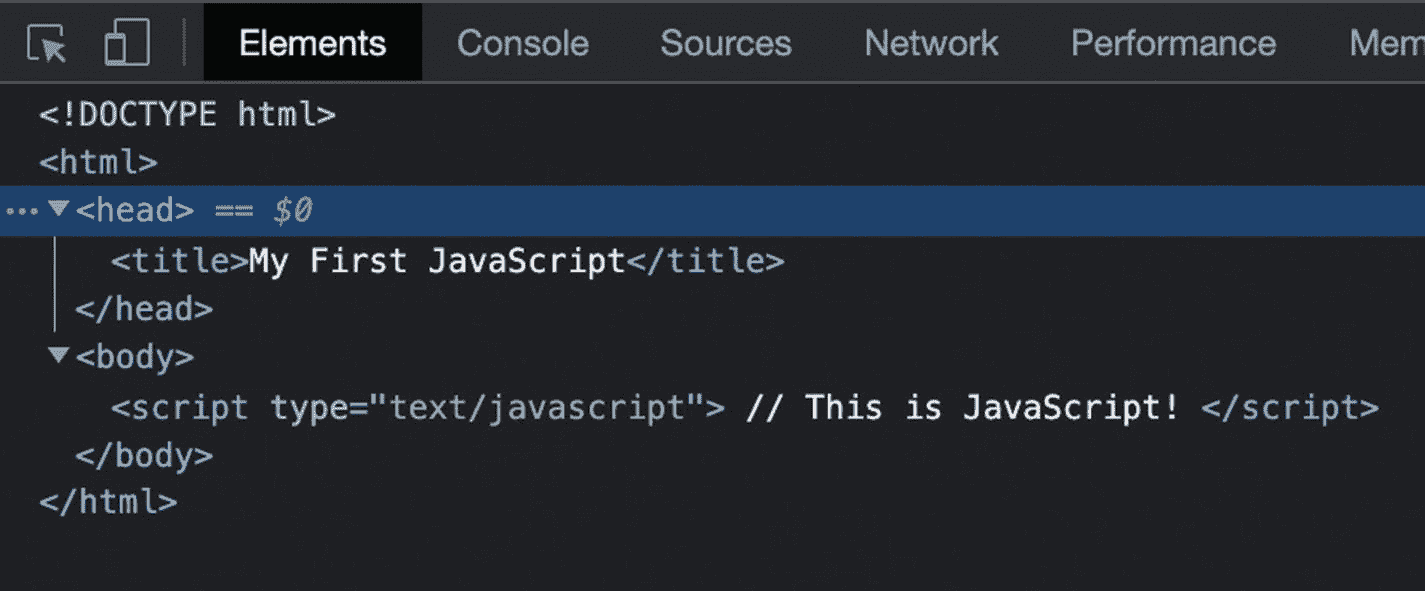 Elements Console Sources Network Performance Mem
<!DOCTYPE html>
<html>
••• ▼<head> == $0
<title>My First JavaScript</title>
</head>
▼<body>
<script type="text/javascript"> // This is JavaScript! </script>
</body>
</html>